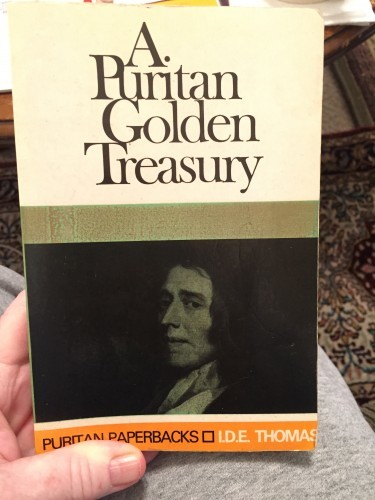 A.
Puritan
Golden
Treasury
PURITAN PAPERBACKS I.D.E. THOMAS